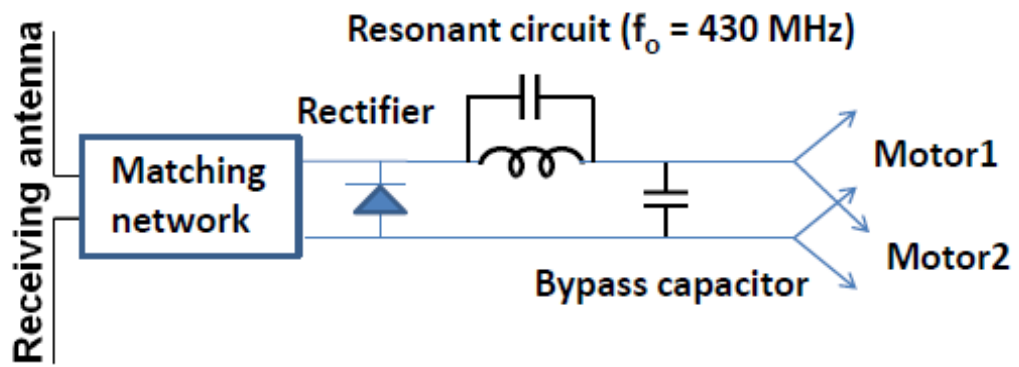 Resonant circuit (fo = 430 MHz)
Receiving antenna
Rectifier
Matching
network
Motor1
Motor2
Bypass capacitor